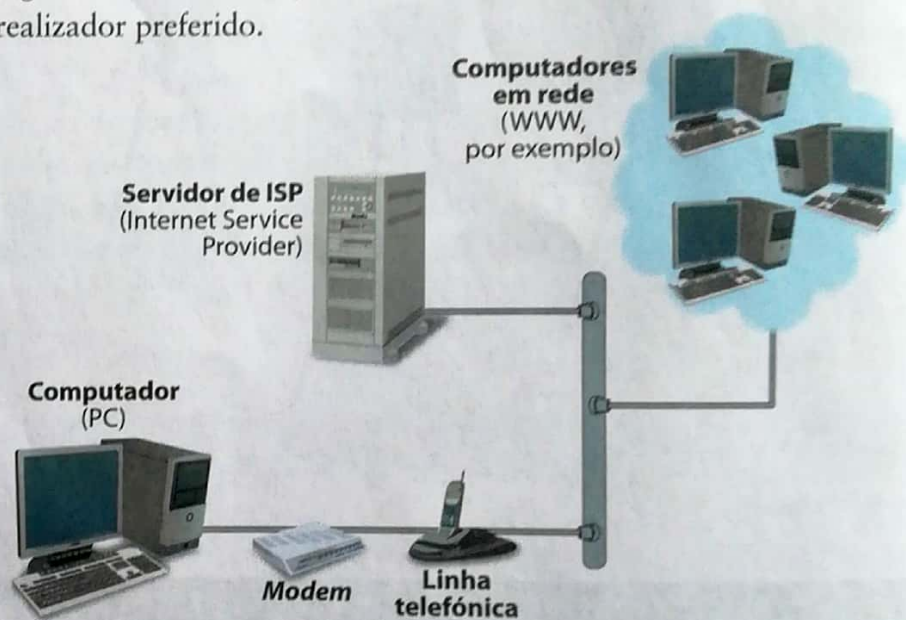 realizador preferido.
Computadores
em rede
(WWW,
por exemplo)
Servidor de ISP
(Internet Service
Provider)
Computador
(PC)
Modem
Linha
telefónica